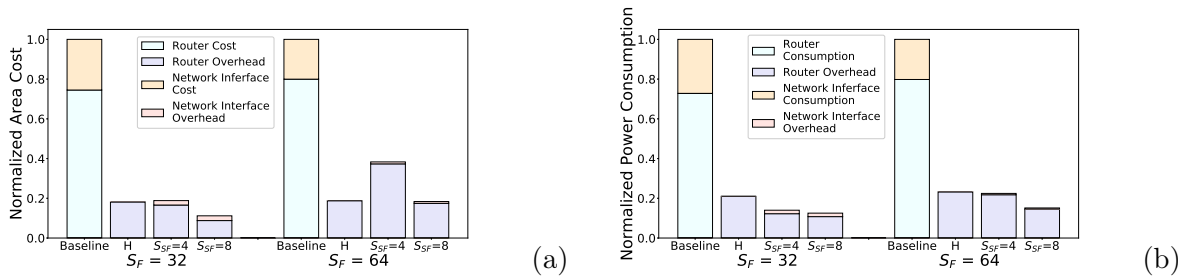 Normalized Area Cost
1.0
0.8
0.6
0.4
0.2
0.0
Router Cost
Router Overhead
Network Inferface
Cost
Network Interface
Overhead
Baseline H S_SF=4 S_SF=8 Baseline H S_SF=4 S_SF=8
S_F = 32 S_F = 64
(a)
Normalized Power Consumption
1.0
0.8
0.6
0.4
0.2
0.0
Router
Consumption
Router Overhead
Network Inferface
Consumption
Network Interface
Overhead
Baseline H S_SF=4 S_SF=8 Baseline H S_SF=4 S_SF=8
S_F = 32 S_F = 64
(b)